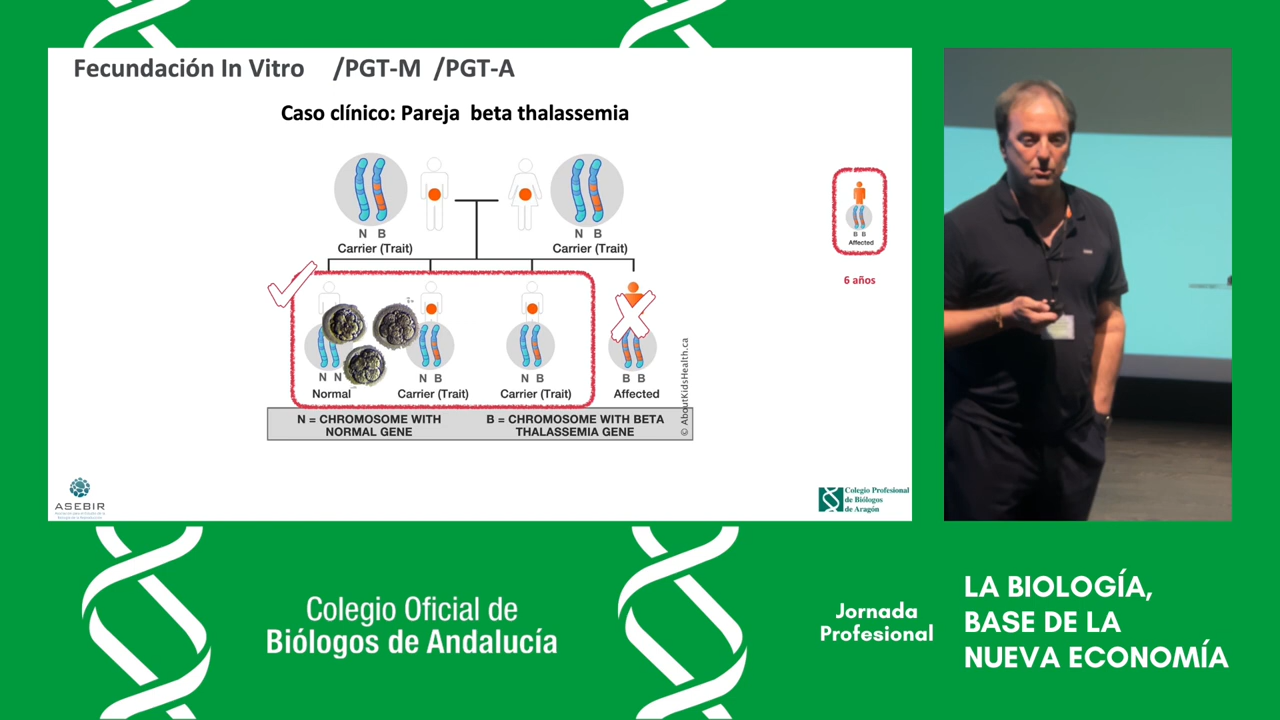 Fecundación In Vitro /PGT-M /PGT-A
Caso clínico: Pareja beta thalassemia
N B
Carrier (Trait)
N B
Carrier (Trait)
B B
Affected
6 años
N N
Normal
N B
Carrier (Trait)
N B
Carrier (Trait)
B B
Affected
N = CHROMOSOME WITH
NORMAL GENE
B = CHROMOSOME WITH BETA
THALASSEMIA GENE
© AboutKidsHealth.ca
ASEBIR
Colegio Profesional
de Biólogos
de Aragón
Colegio Oficial de
Biólogos de Andalucía
Jornada
Profesional
LA BIOLOGÍA,
BASE DE LA
NUEVA ECONOMÍA